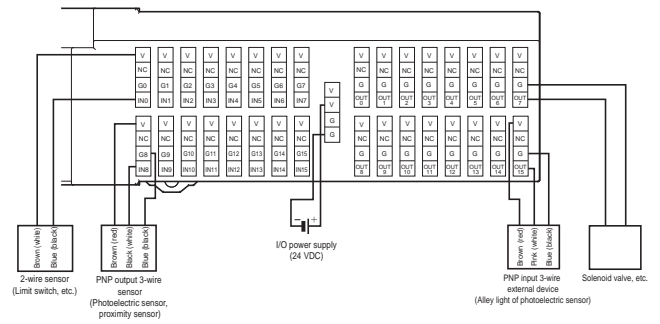 V V V V V V V V V V V V V V V V
NC NC NC NC NC NC NC NC NC NC NC NC NC NC NC NC
G0 G1 G2 G3 G4 G5 G6 G7 G G G G G G G G
IN0 IN1 IN2 IN3 IN4 IN5 IN6 IN7 OUT 0 OUT 1 OUT 2 OUT 3 OUT 4 OUT 5 OUT 6 OUT 7
V
V
G
G
V V V V V V V V V V V V V V V V
NC NC NC NC NC NC NC NC NC NC NC NC NC NC NC NC
G8 G9 G10 G11 G12 G13 G14 G15 G G G G G G G G
IN8 IN9 IN10 IN11 IN12 IN13 IN14 IN15 OUT 8 OUT 9 OUT 10 OUT 11 OUT 12 OUT 13 OUT 14 OUT 15
− +
I/O power supply
(24 VDC)
Brown (white)
Blue (black)
2-wire sensor
(Limit switch, etc.)
Brown (red)
Black (white)
Blue (black)
PNP output 3-wire
sensor
(Photoelectric sensor,
proximity sensor)
Brown (red)
Pink (white)
Blue (black)
PNP input 3-wire
external device
(Alley light of photoelectric sensor)
Solenoid valve, etc.